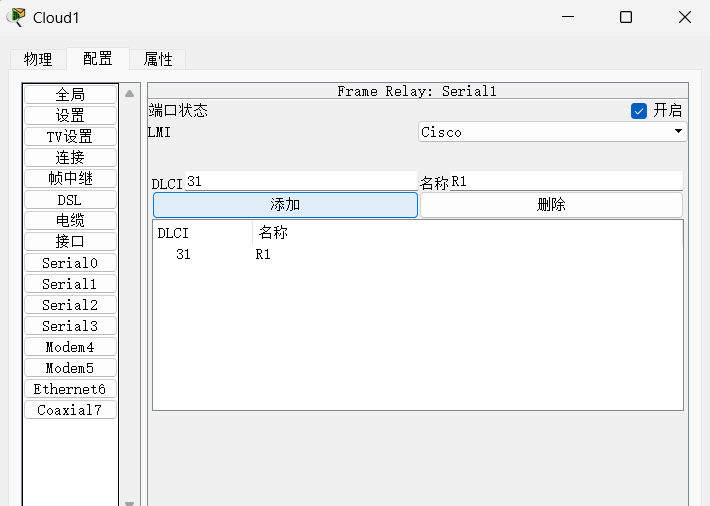 Cloud1
物理 配置 属性
全局
设置
TV设置
连接
帧中继
DSL
电缆
接口
Serial0
Serial1
Serial2
Serial3
Modem4
Modem5
Ethernet6
Coaxial7
Frame Relay: Serial1
端口状态 开启
LMI Cisco
DLCI 31 名称 R1
添加 删除
DLCI 名称
31 R1